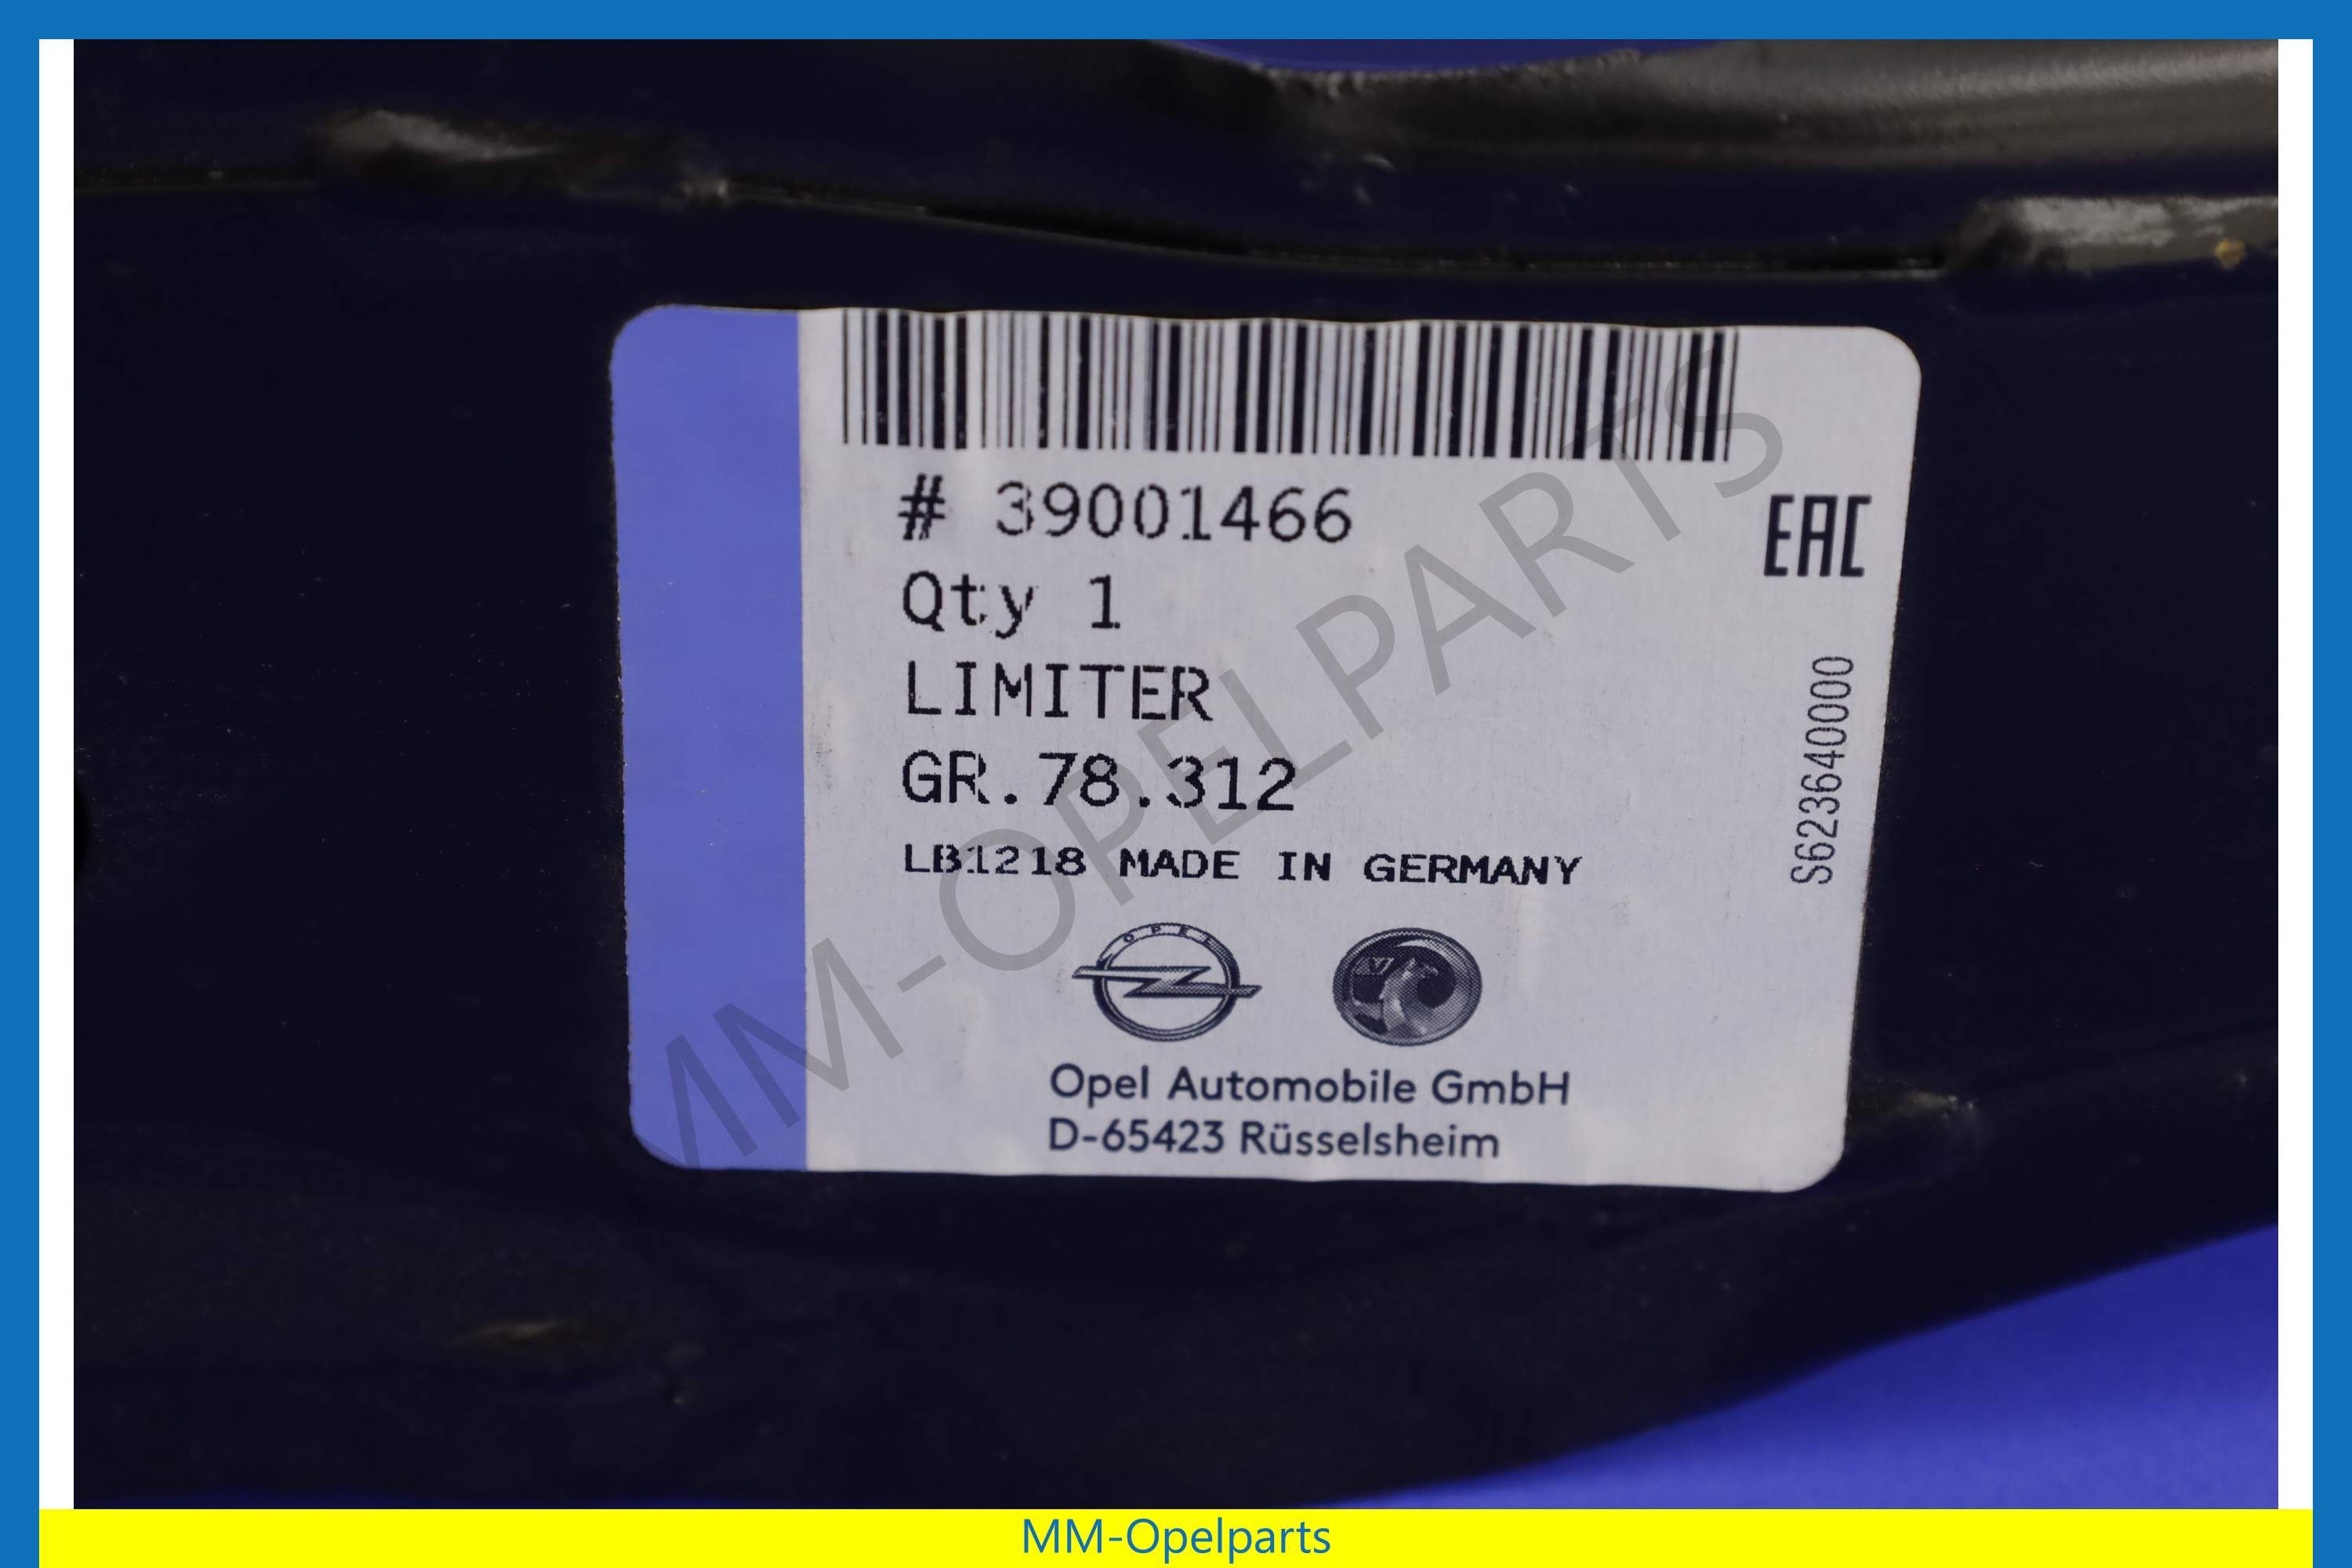 # 39001466
Qty 1
LIMITER
GR.78.312
LB1218 MADE IN GERMANY
EAC
S623640000
OPEL
V
Opel Automobile GmbH
D-65423 Rüsselsheim
MM-OPELPARTS
MM-Opelparts